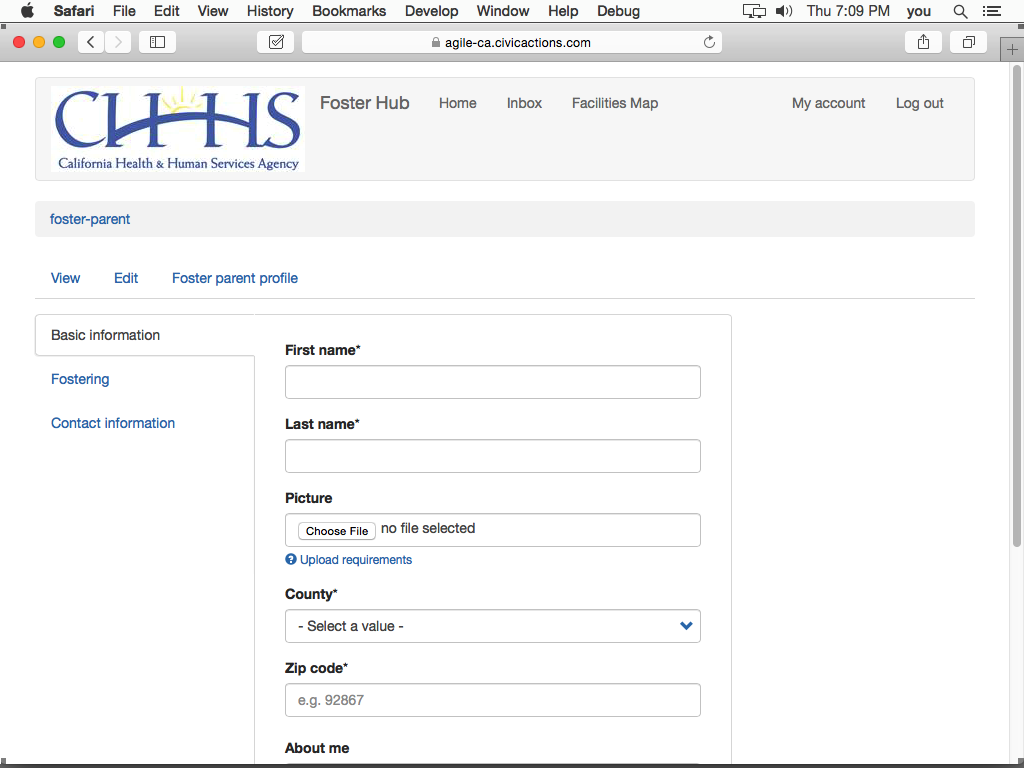 Safari File Edit View History Bookmarks Develop Window Help Debug Thu 7:09 PM you
agile-ca.civicactions.com
CHHS
California Health & Human Services Agency
Foster Hub Home Inbox Facilities Map My account Log out
foster-parent
View Edit Foster parent profile
Basic information
Fostering
Contact information
First name*
Last name*
Picture
Choose File no file selected
Upload requirements
County*
- Select a value -
Zip code*
e.g. 92867
About me